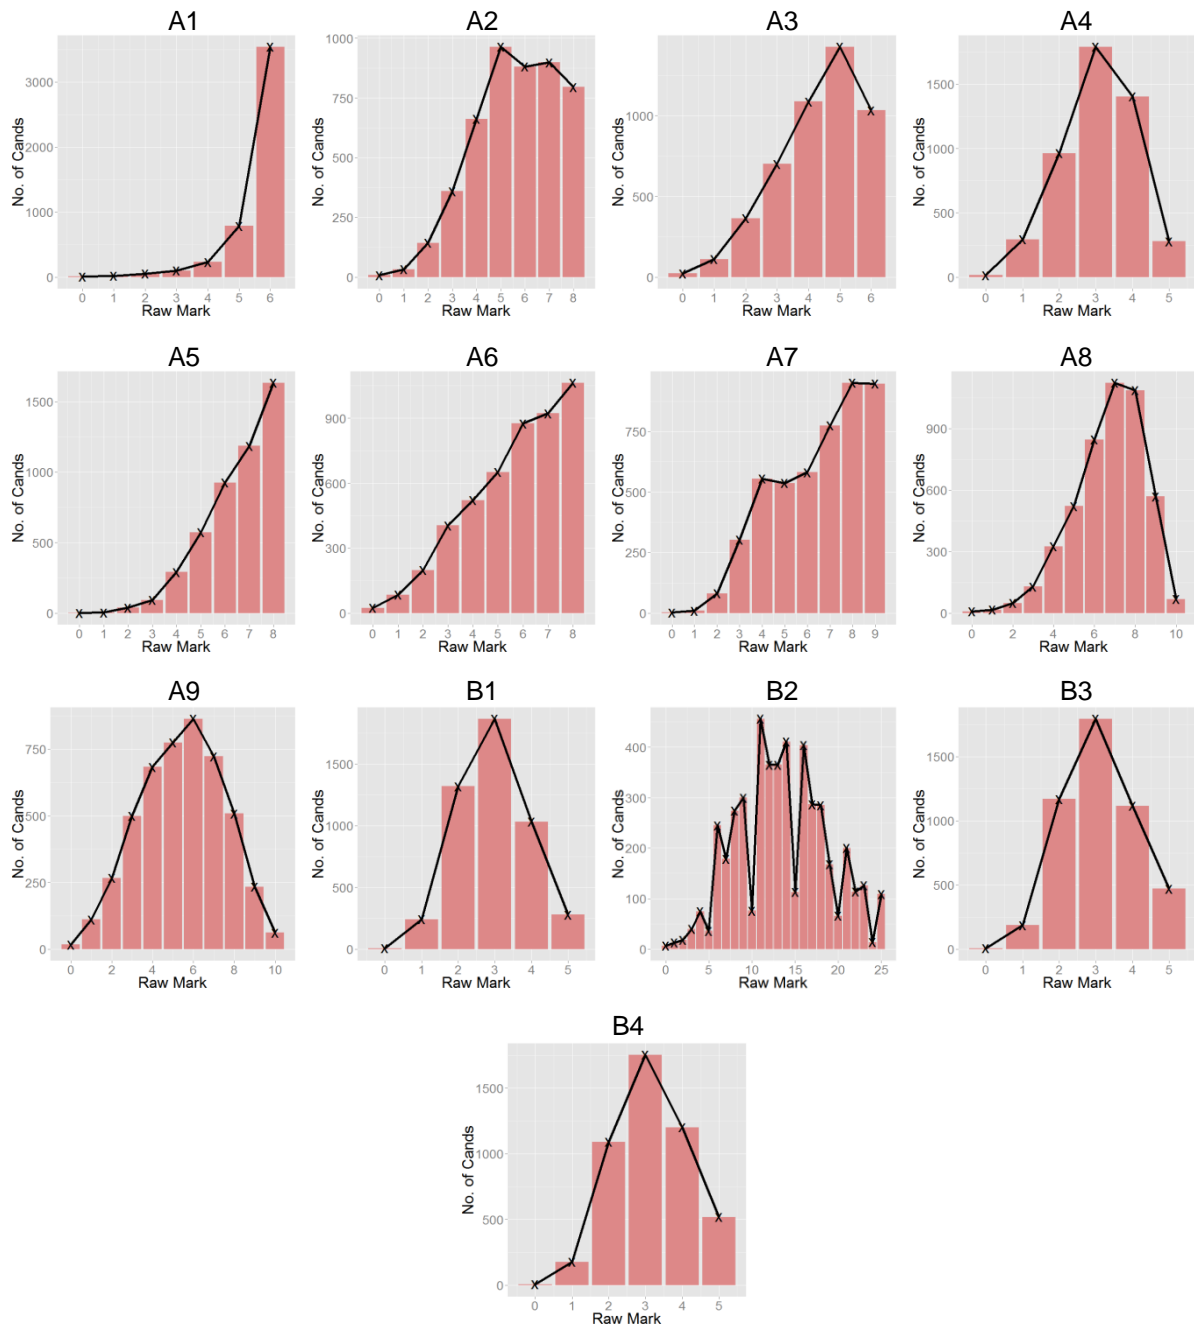 A1 A2 A3 A4
No. of Cands 0 1000 2000 3000
0 1 2 3 4 5 6
Raw Mark
No. of Cands 0 250 500 750 1000
0 1 2 3 4 5 6 7 8
Raw Mark
No. of Cands 0 500 1000
0 1 2 3 4 5 6
Raw Mark
No. of Cands 0 500 1000 1500
0 1 2 3 4 5
Raw Mark
A5 A6 A7 A8
No. of Cands 0 500 1000 1500
0 1 2 3 4 5 6 7 8
Raw Mark
No. of Cands 0 300 600 900
0 1 2 3 4 5 6 7 8
Raw Mark
No. of Cands 0 250 500 750
0 1 2 3 4 5 6 7 8 9
Raw Mark
No. of Cands 0 300 600 900
0 2 4 6 8 10
Raw Mark
A9 B1 B2 B3
No. of Cands 0 250 500 750
0 2 4 6 8 10
Raw Mark
No. of Cands 0 500 1000 1500
0 1 2 3 4 5
Raw Mark
No. of Cands 0 100 200 300 400
0 5 10 15 20 25
Raw Mark
No. of Cands 0 500 1000 1500
0 1 2 3 4 5
Raw Mark
B4
No. of Cands 0 500 1000 1500
0 1 2 3 4 5
Raw Mark